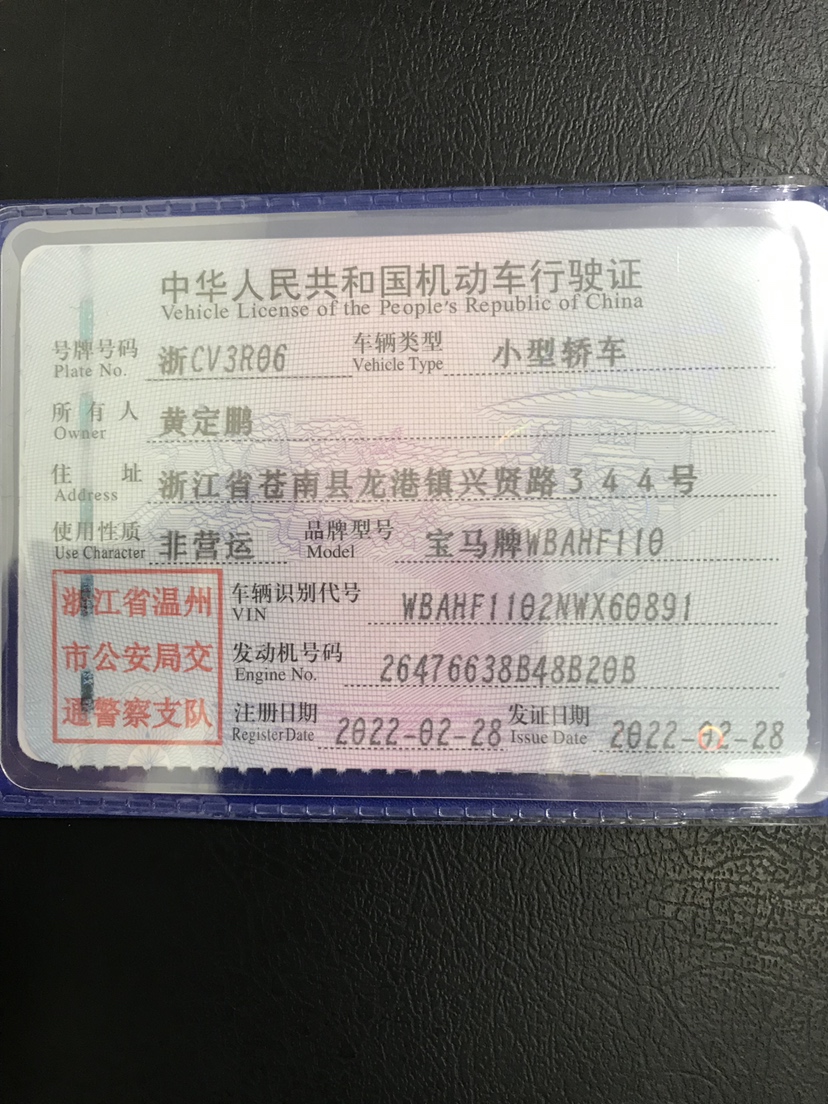 中华人民共和国机动车行驶证
Vehicle License of the People's Republic of China
号牌号码 浙CV3R06 车辆类型 小型轿车
Plate No. Vehicle Type
所有人 黄定鹏
Owner
住址 浙江省苍南县龙港镇兴贤路344号
Address
使用性质 非营运 品牌型号 宝马牌WBAHF110
Use Character Model
浙江省温州
市公安局交
通警察支队
车辆识别代号 WBAHF1102NWX60891
VIN
发动机号码 26476638B48B20B
Engine No.
注册日期 2022-02-28 发证日期 2022-02-28
Register Date Issue Date